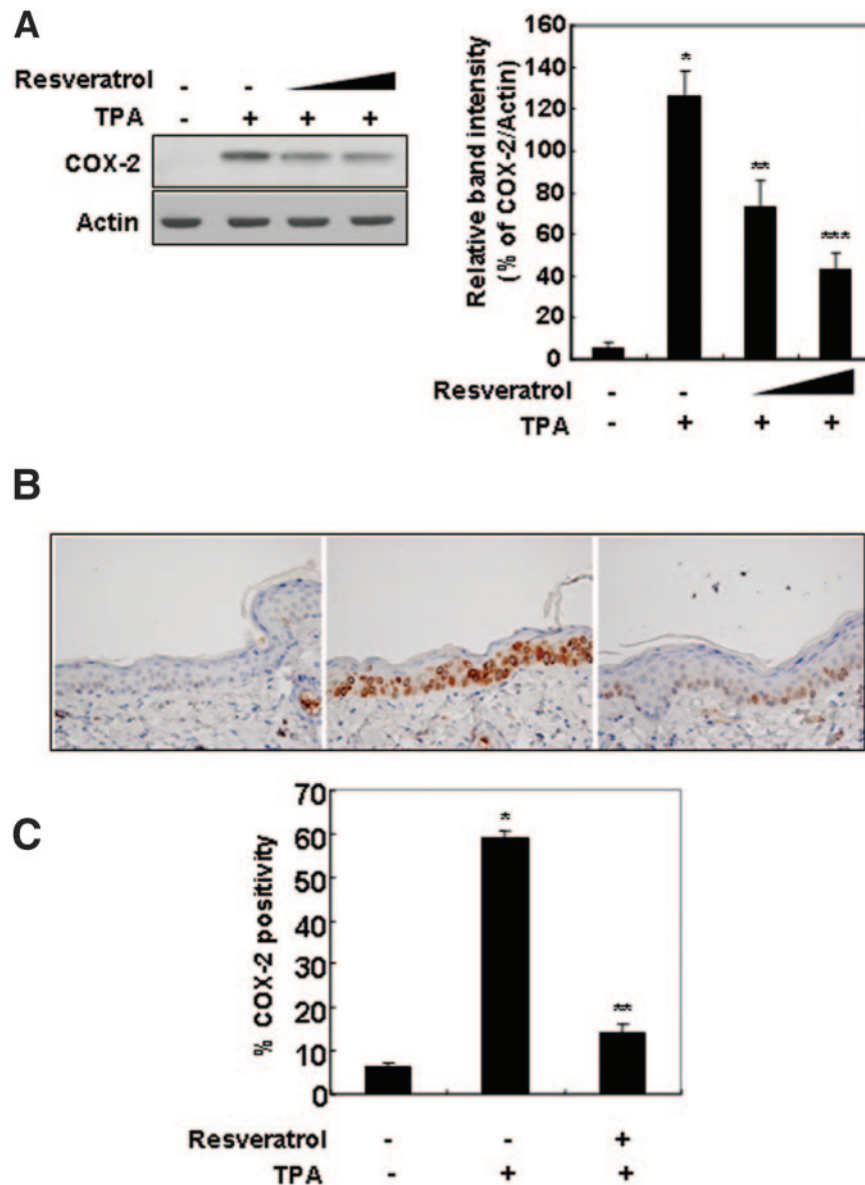 A
Resveratrol - -
TPA - + + +
COX-2
Actin
Relative band intensity
(% of COX-2/Actin)
160
140
120
100
80
60
40
20
0
*
**
***
Resveratrol - -
TPA - + + +
B
C
% COX-2 positivity
70
60
50
40
30
20
10
0
*
**
Resveratrol - - +
TPA - + +